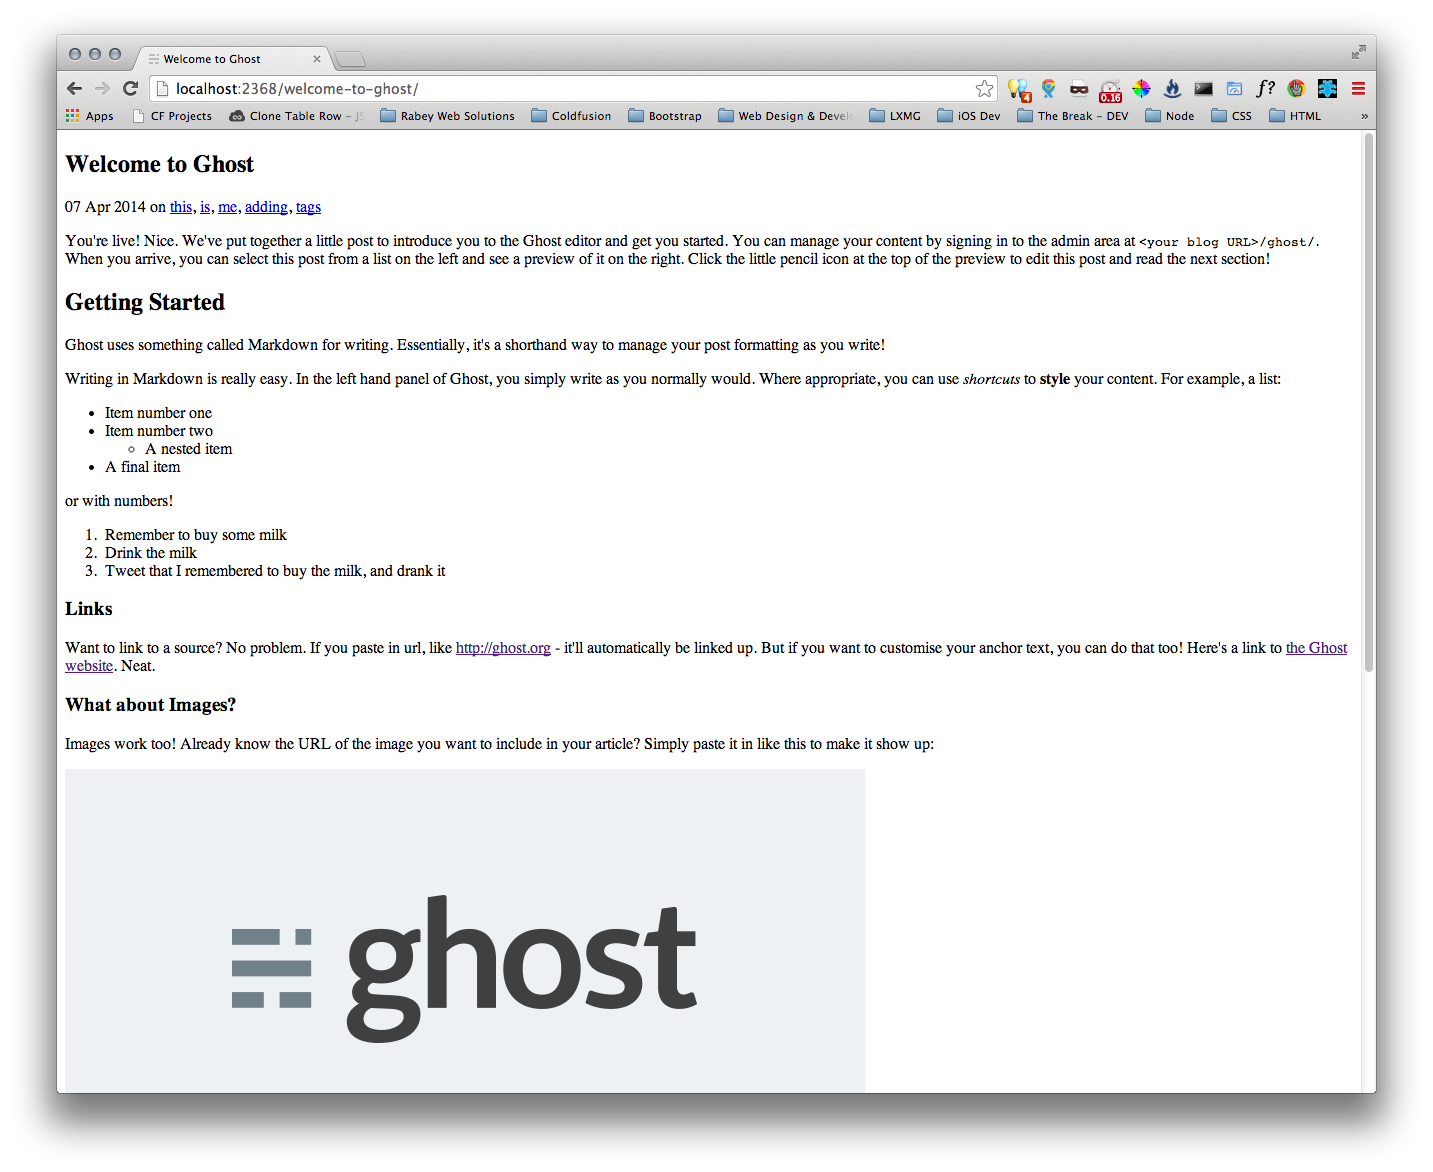 Welcome to Ghost
localhost:2368/welcome-to-ghost/
4
0.16
f?
Apps
CF Projects
Clone Table Row - JS
Rabey Web Solutions
Coldfusion
Bootstrap
Web Design & Devel
LXMG
iOS Dev
The Break - DEV
Node
CSS
HTML
»
Welcome to Ghost
07 Apr 2014 on this, is, me, adding, tags
You're live! Nice. We've put together a little post to introduce you to the Ghost editor and get you started. You can manage your content by signing in to the admin area at <your blog URL>/ghost/.
When you arrive, you can select this post from a list on the left and see a preview of it on the right. Click the little pencil icon at the top of the preview to edit this post and read the next section!
Getting Started
Ghost uses something called Markdown for writing. Essentially, it's a shorthand way to manage your post formatting as you write!
Writing in Markdown is really easy. In the left hand panel of Ghost, you simply write as you normally would. Where appropriate, you can use shortcuts to style your content. For example, a list:
• Item number one
• Item number two
◦ A nested item
• A final item
or with numbers!
1. Remember to buy some milk
2. Drink the milk
3. Tweet that I remembered to buy the milk, and drank it
Links
Want to link to a source? No problem. If you paste in url, like http://ghost.org - it'll automatically be linked up. But if you want to customise your anchor text, you can do that too! Here's a link to the Ghost
website. Neat.
What about Images?
Images work too! Already know the URL of the image you want to include in your article? Simply paste it in like this to make it show up:
ghost